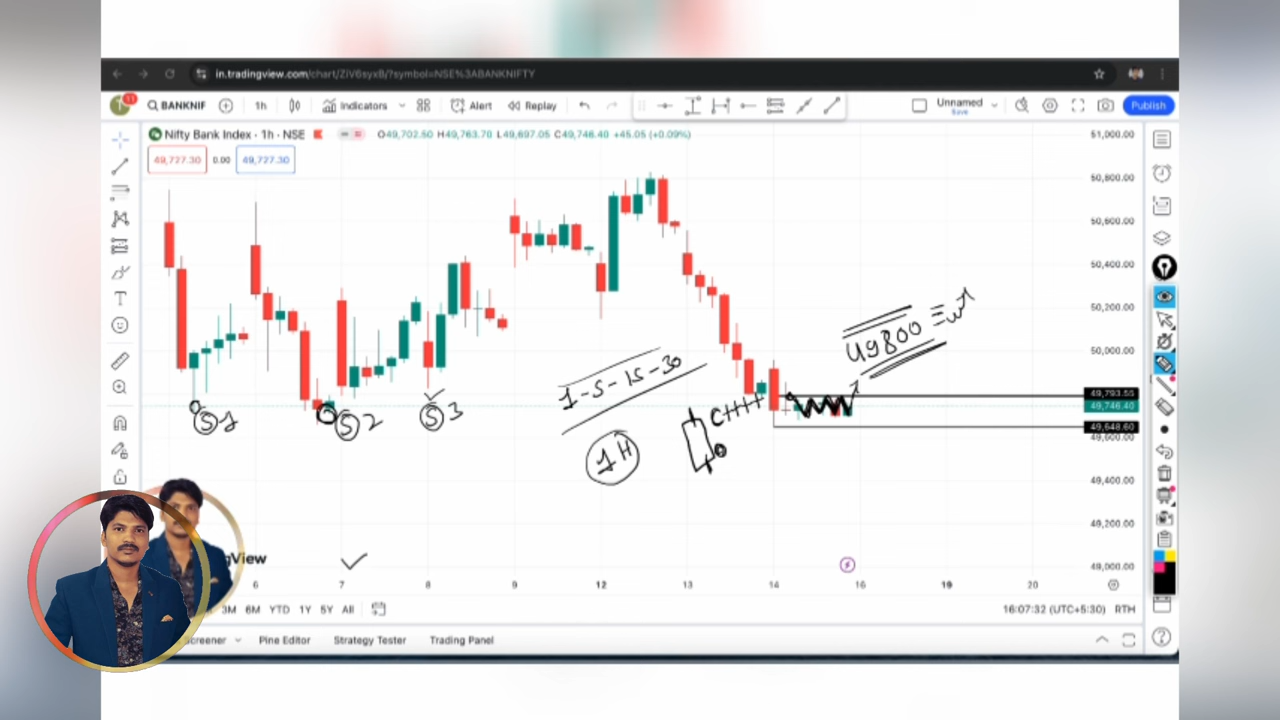 in.tradingview.com/chart/ZiV6syxB/?symbol=NSE%3ABANKNIFTY
11
BANKNIF 1h Indicators Alert Replay Unnamed Save Publish
Nifty Bank Index · 1h · NSE O49,702.50 H49,763.70 L49,697.05 C49,746.40 +45.05 (+0.09%)
49,727.30 0.00 49,727.30
51,000.00
50,800.00
50,600.00
50,400.00
50,200.00
50,000.00
49,793.55
49,746.40
49,648.60
49,600.00
49,400.00
49,200.00
49,000.00
49800
1-5-15-30
S1
S2
S3
1H
gView
6 7 8 9 12 13 14 16 19 20
3M 6M YTD 1Y 5Y All 16:07:32 (UTC+5:30) RTH
Screener Pine Editor Strategy Tester Trading Panel